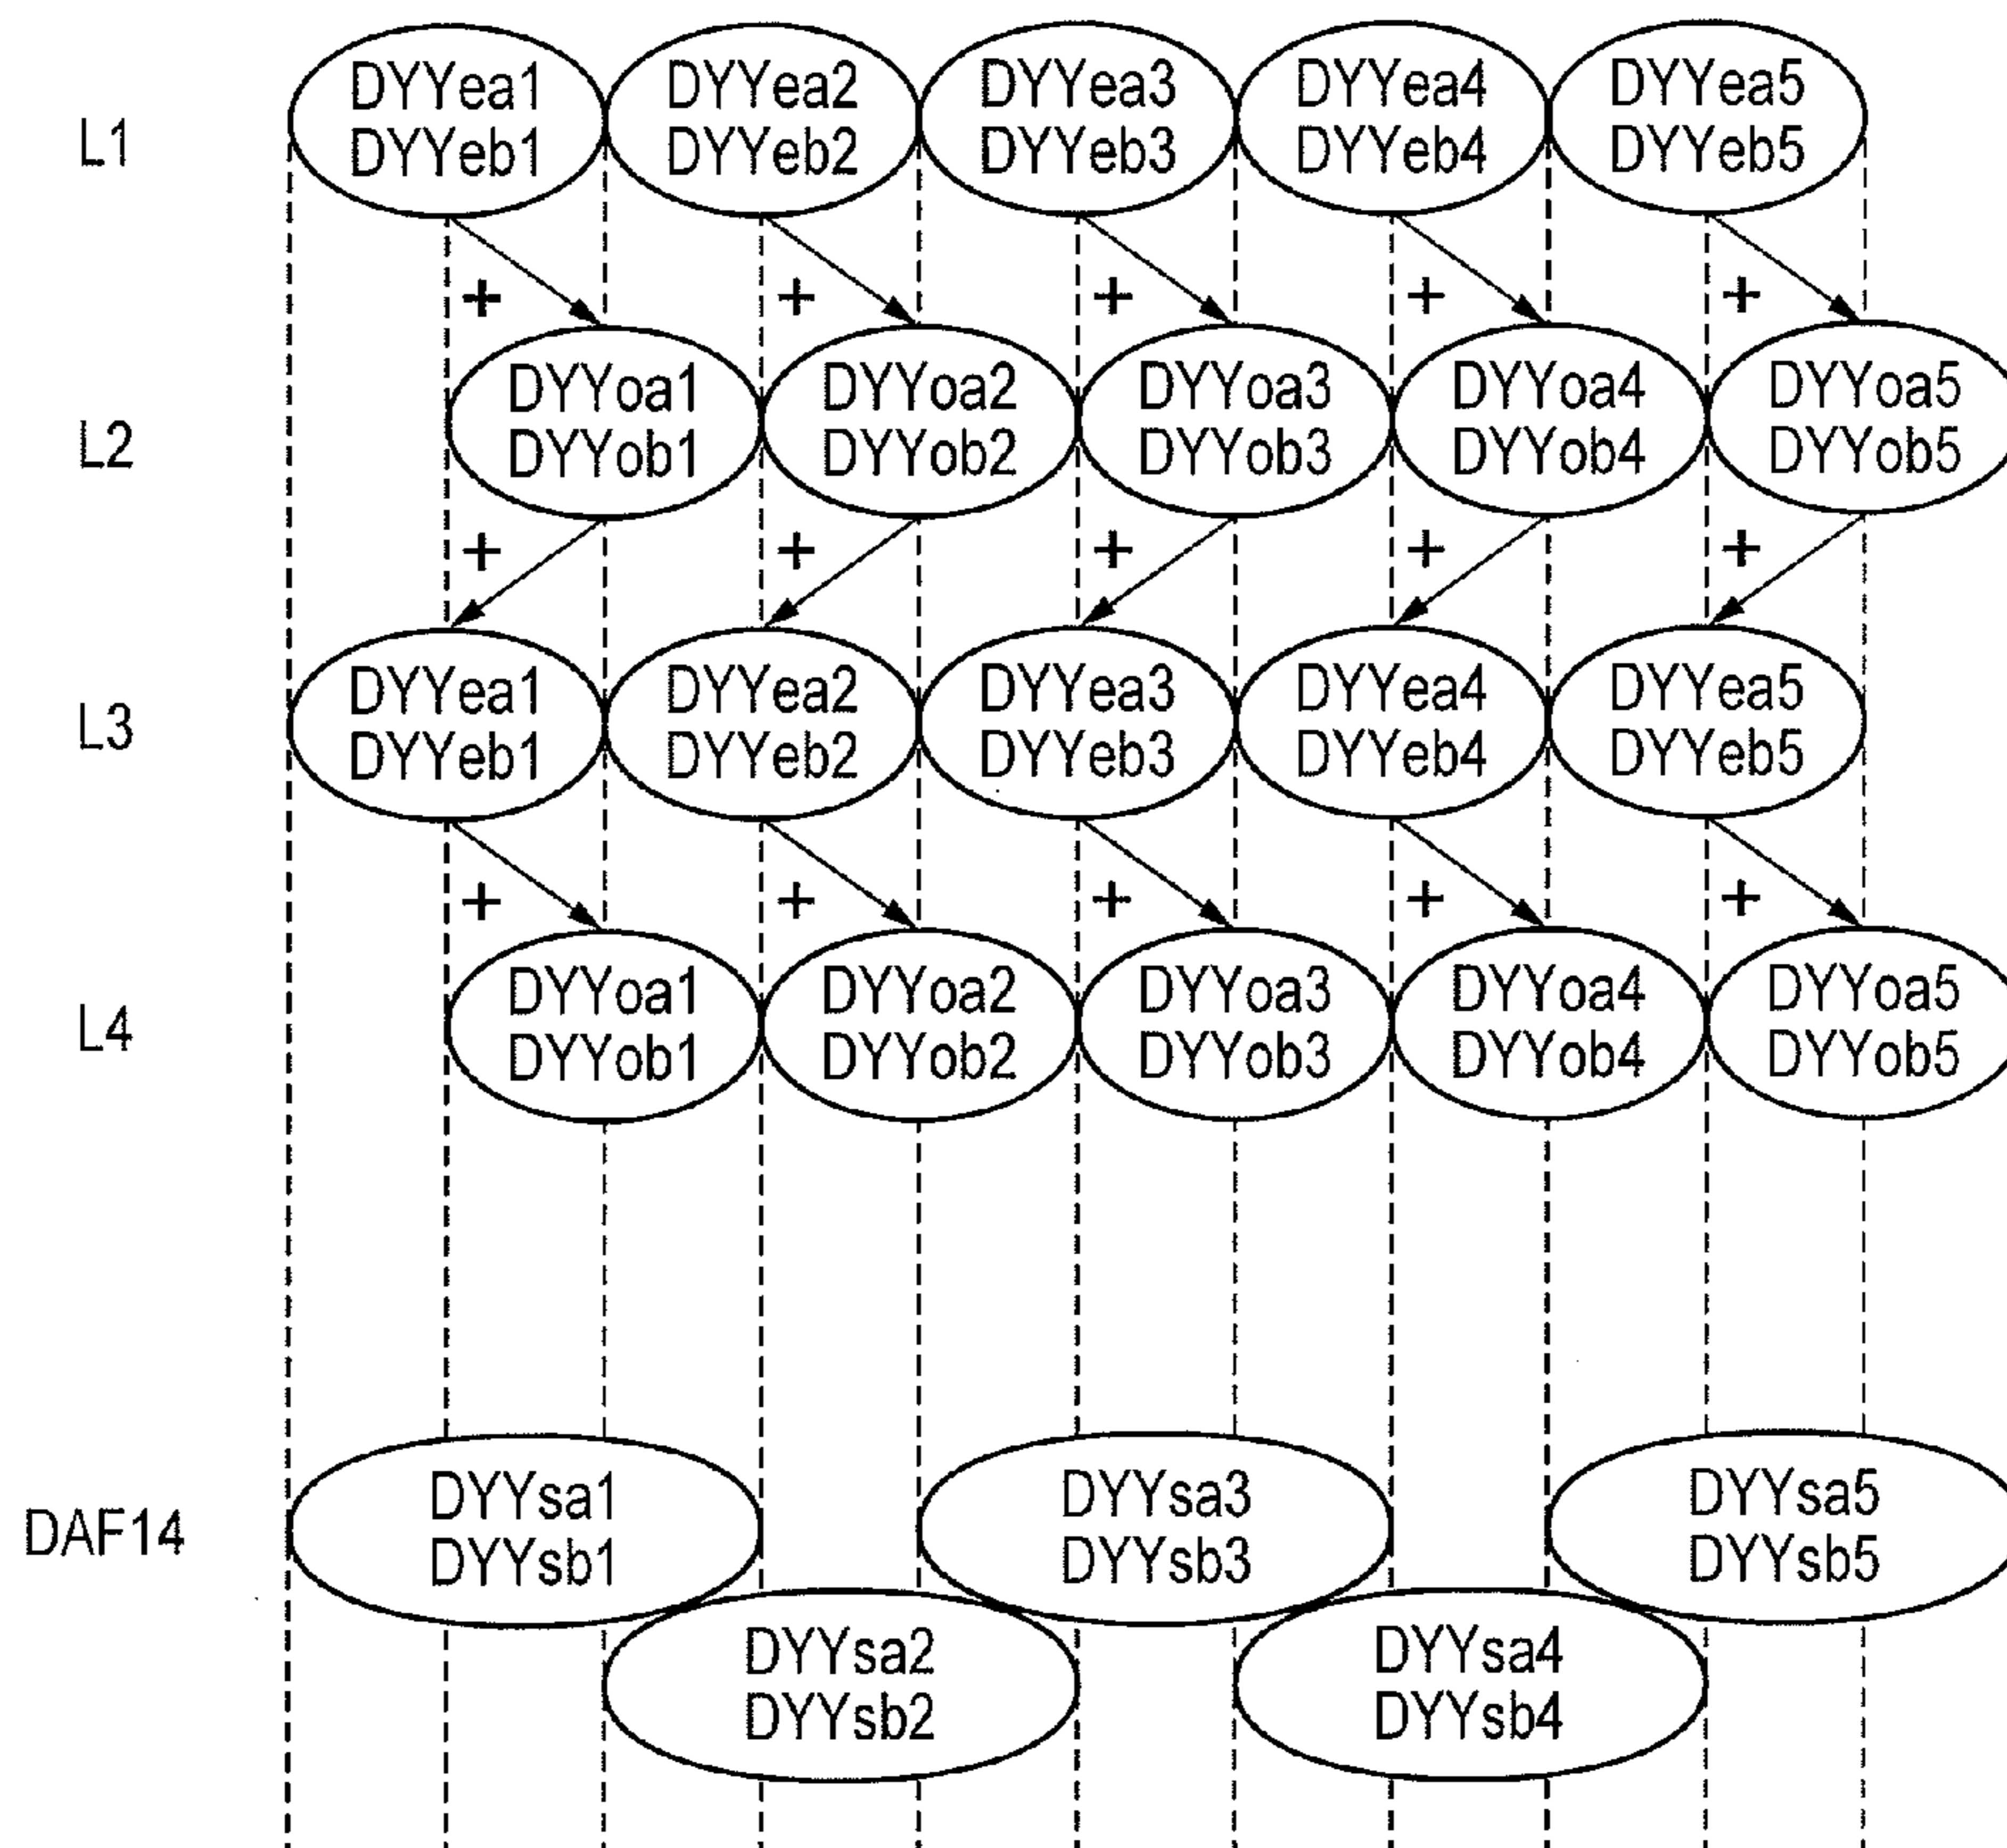 DYYea1 DYYea2 DYYea3 DYYea4 DYYea5
L1
DYYeb1 DYYeb2 DYYeb3 DYYeb4 DYYeb5
+ + + + +
DYYoa1 DYYoa2 DYYoa3 DYYoa4 DYYoa5
L2
DYYob1 DYYob2 DYYob3 DYYob4 DYYob5
+ + + + +
DYYea1 DYYea2 DYYea3 DYYea4 DYYea5
L3
DYYeb1 DYYeb2 DYYeb3 DYYeb4 DYYeb5
+ + + + +
DYYoa1 DYYoa2 DYYoa3 DYYoa4 DYYoa5
L4
DYYob1 DYYob2 DYYob3 DYYob4 DYYob5
DYYsa1 DYYsa3 DYYsa5
DAF14
DYYsb1 DYYsb3 DYYsb5
DYYsa2 DYYsa4
DYYsb2 DYYsb4